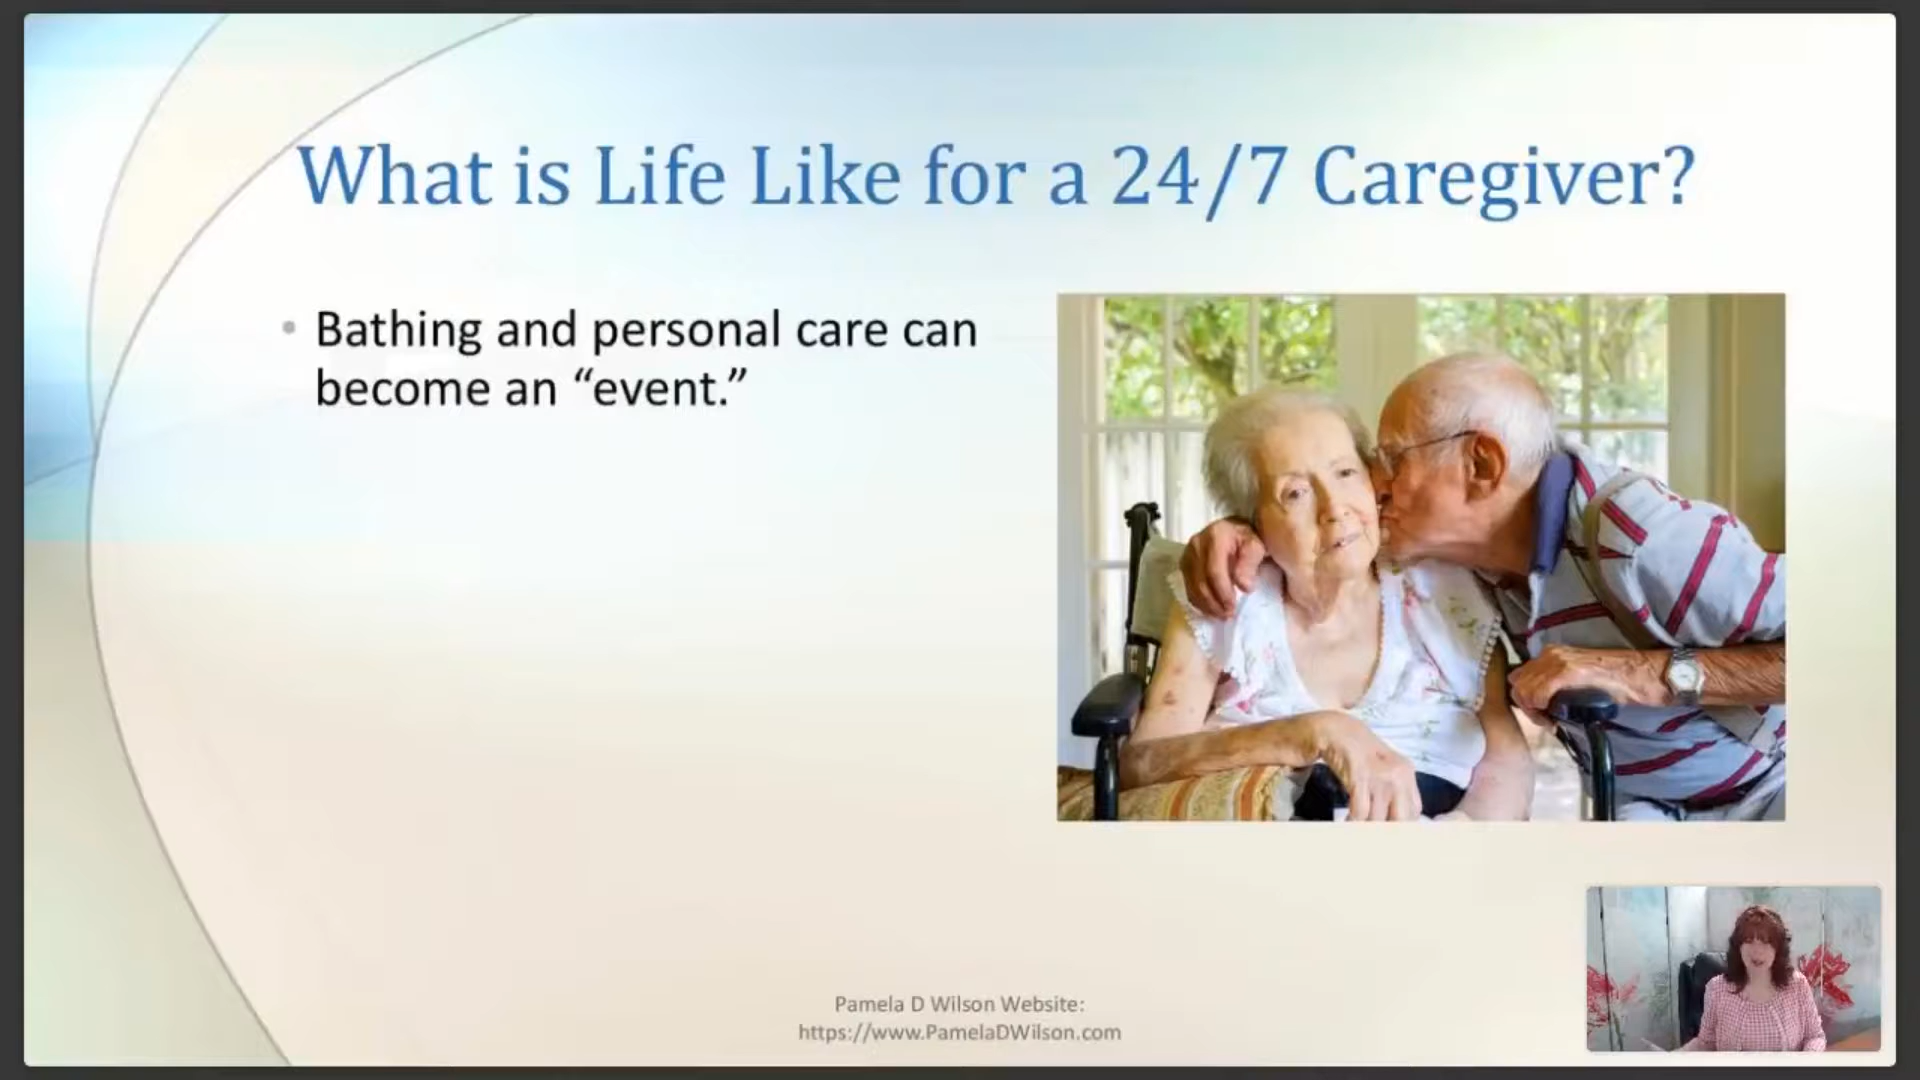 What is Life Like for a 24/7 Caregiver?
• Bathing and personal care can
become an “event.”
Pamela D Wilson Website:
https://www.PamelaDWilson.com